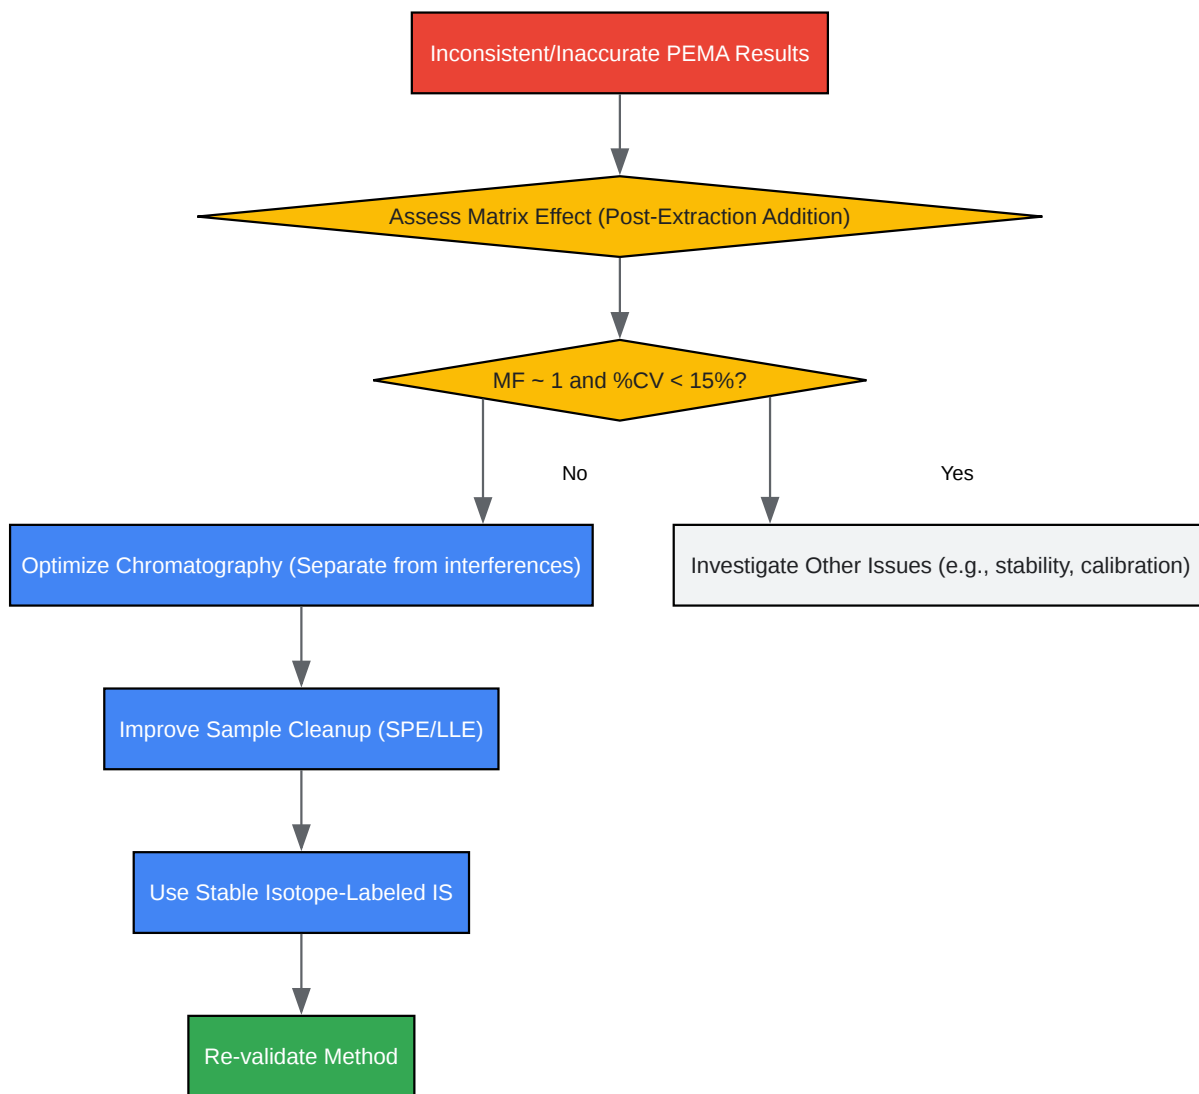 Inconsistent/Inaccurate PEMA Results
Assess Matrix Effect (Post-Extraction Addition)
MF ~ 1 and %CV < 15%?
No
Yes
Optimize Chromatography (Separate from interferences)
Investigate Other Issues (e.g., stability, calibration)
Improve Sample Cleanup (SPE/LLE)
Use Stable Isotope-Labeled IS
Re-validate Method